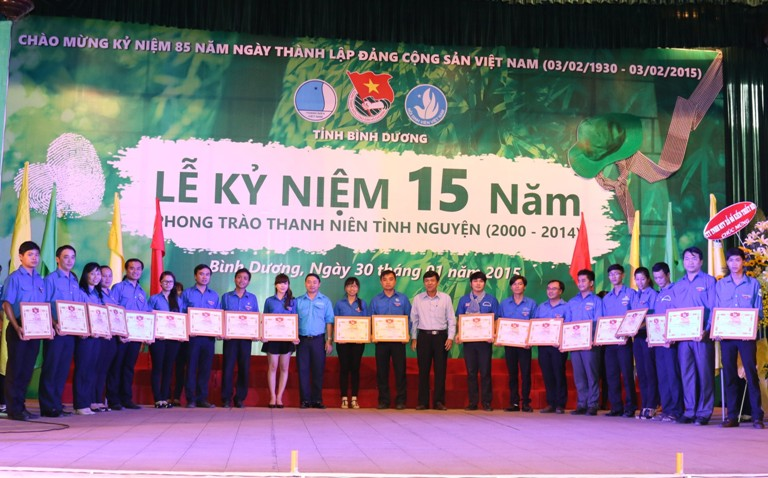 CHÀO MỪNG KỶ NIỆM 85 NĂM NGÀY THÀNH LẬP ĐẢNG CỘNG SẢN VIỆT NAM (03/02/1930 - 03/02/2015)
TỈNH BÌNH DƯƠNG
LỄ KỶ NIỆM 15 Năm
PHONG TRÀO THANH NIÊN TÌNH NGUYỆN (2000 - 2014)
Bình Dương, Ngày 30 tháng 01 năm 2015
CHÚC MỪNG